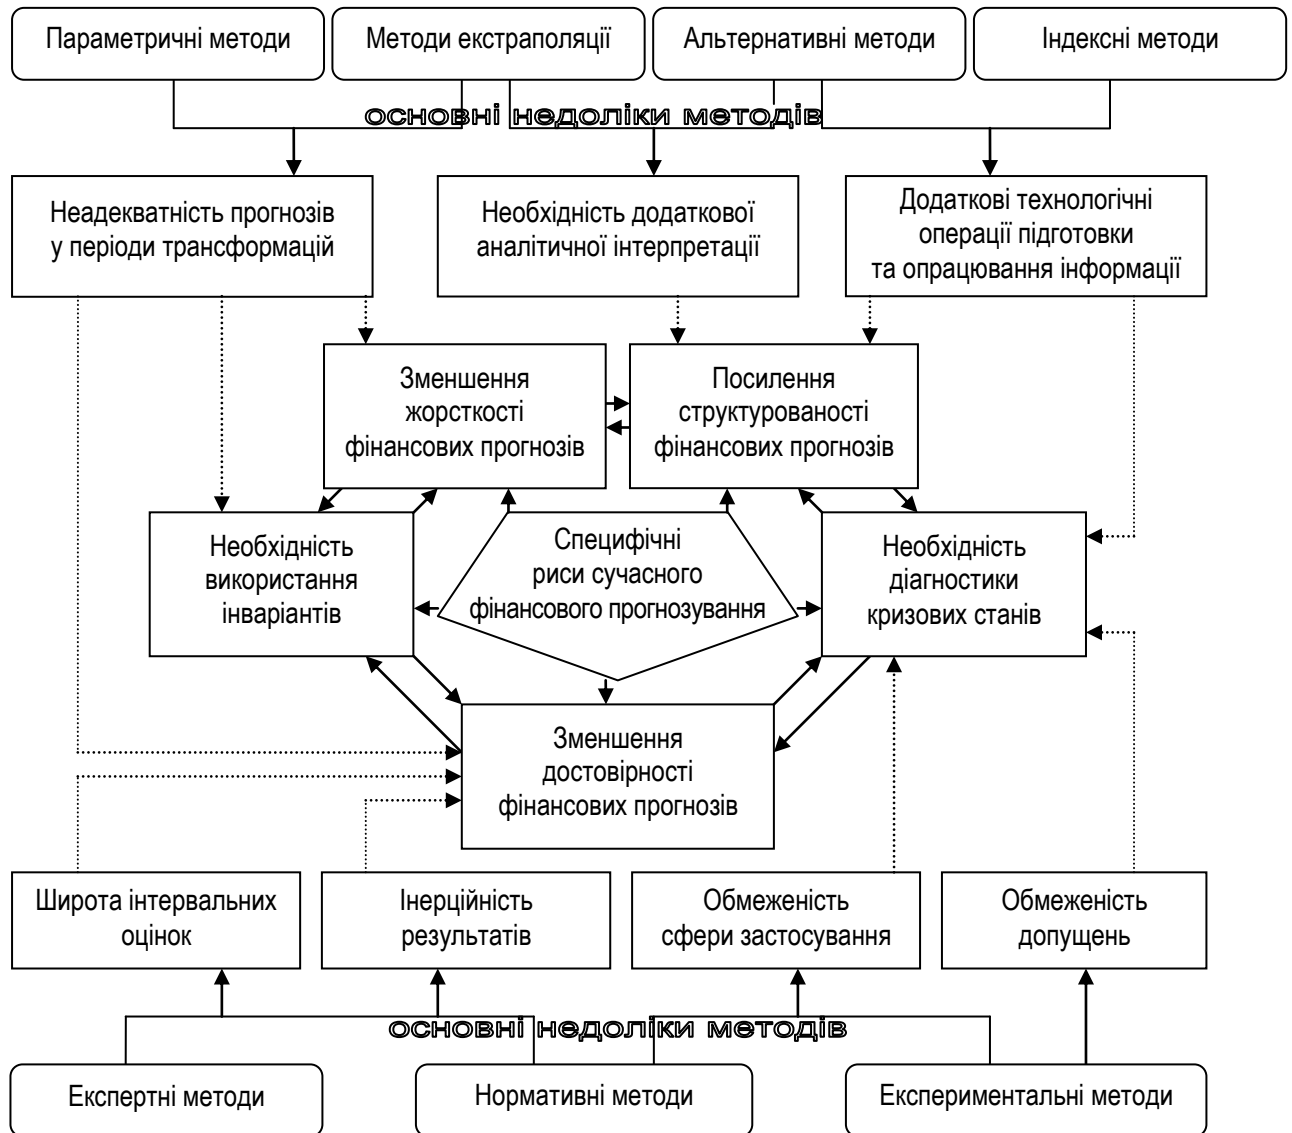 Параметричні методи
Методи екстраполяції
Альтернативні методи
Індексні методи
основні недоліки методів
Неадекватність прогнозів
у періоди трансформацій
Необхідність додаткової
аналітичної інтерпретації
Додаткові технологічні
операції підготовки
та опрацювання інформації
Зменшення
жорсткості
фінансових прогнозів
Посилення
структурованості
фінансових прогнозів
Необхідність
використання
інваріантів
Специфічні
риси сучасного
фінансового прогнозування
Необхідність
діагностики
кризових станів
Зменшення
достовірності
фінансових прогнозів
Широта інтервальних
оцінок
Інерційність
результатів
Обмеженість
сфери застосування
Обмеженість
допущень
основні недоліки методів
Експертні методи
Нормативні методи
Експериментальні методи